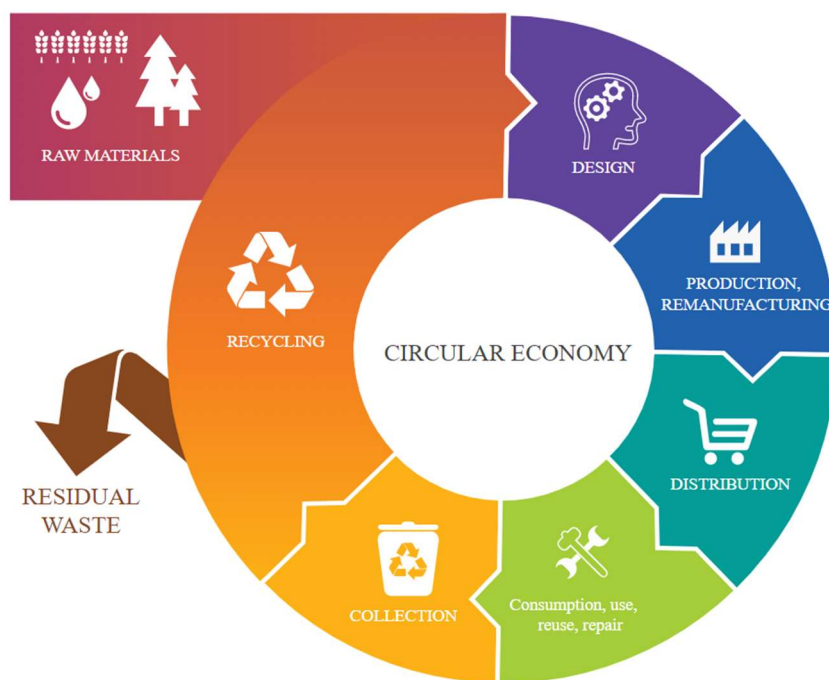 RAW MATERIALS
DESIGN
PRODUCTION,
REMANUFACTURING
RECYCLING
CIRCULAR ECONOMY
DISTRIBUTION
RESIDUAL
WASTE
COLLECTION
Consumption, use,
reuse, repair